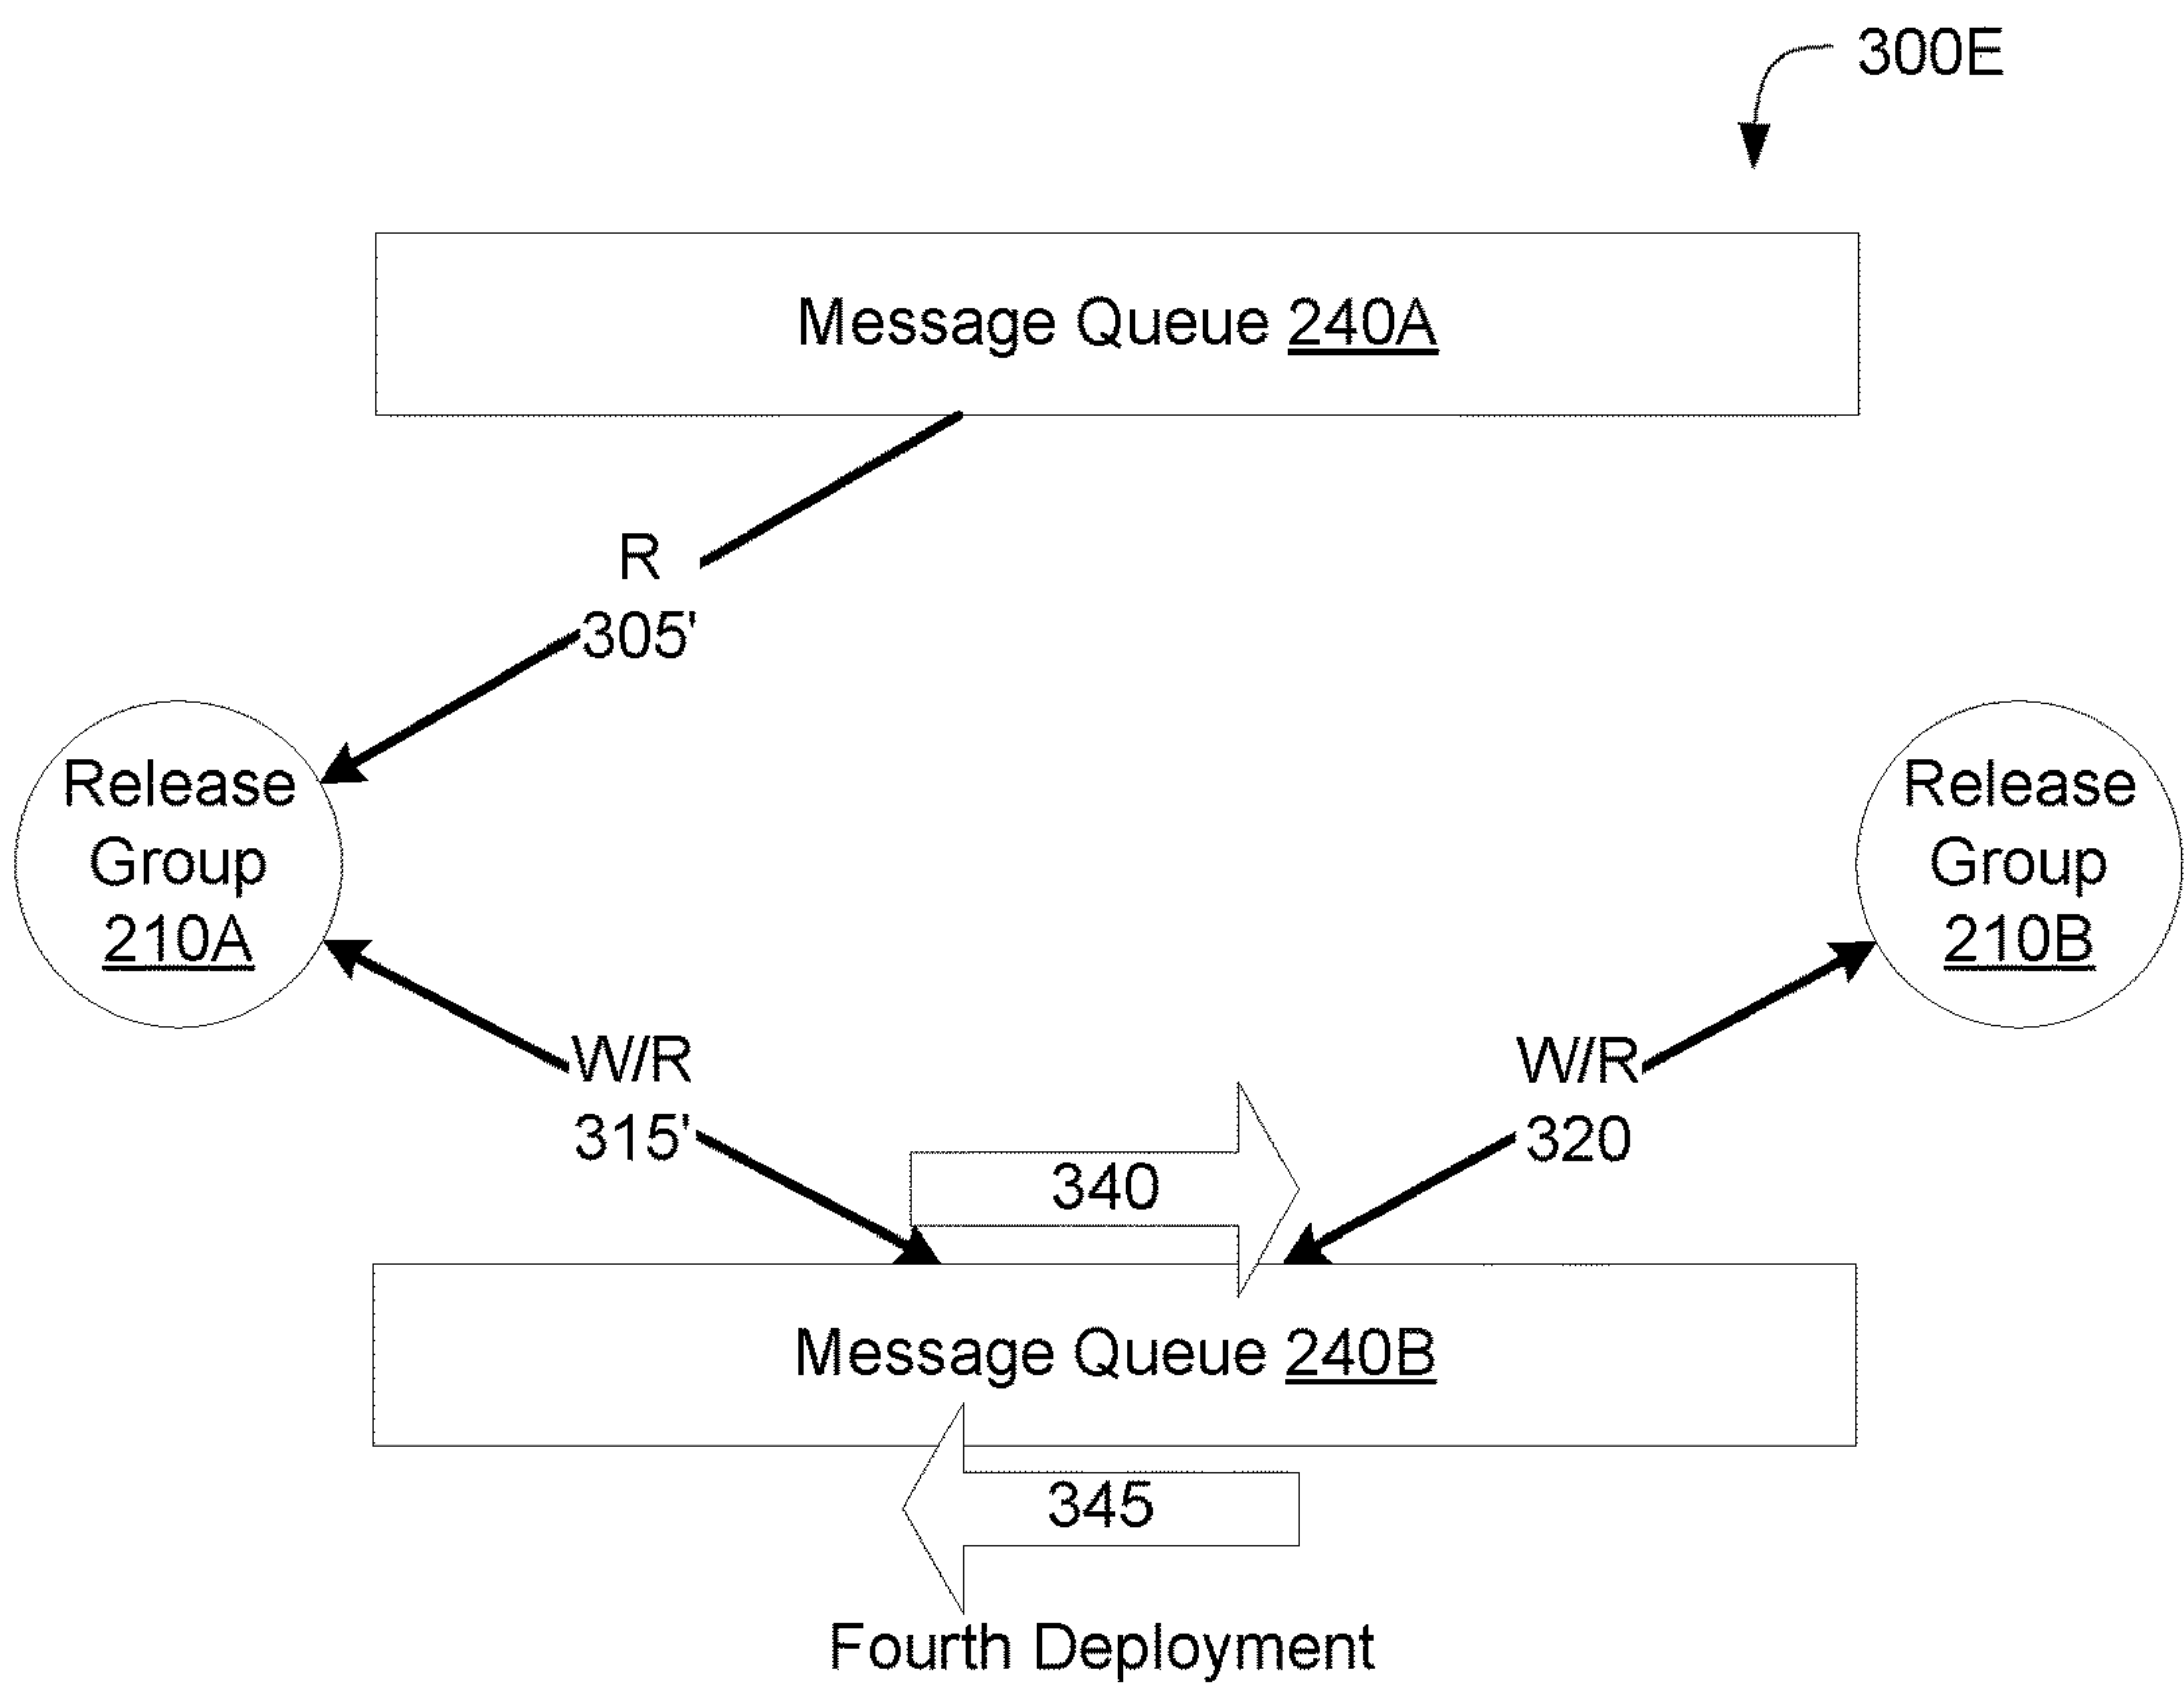 300E
Message Queue 240A
R
305'
Release
Group
210A
Release
Group
210B
W/R
315'
W/R
320
340
Message Queue 240B
345
Fourth Deployment